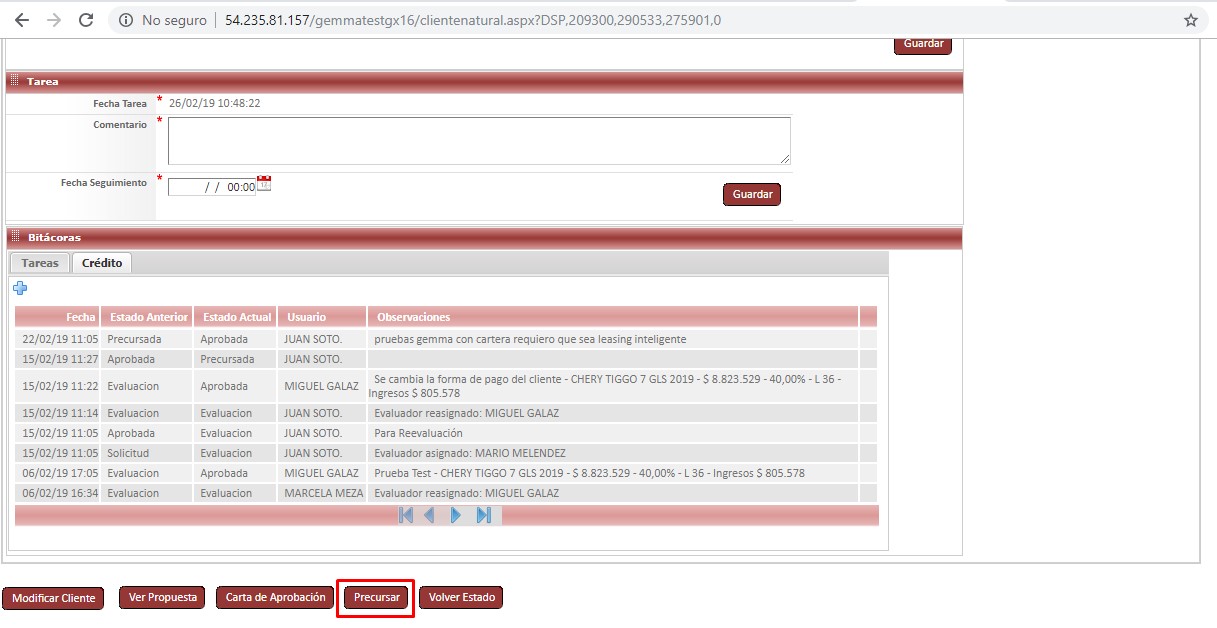 No seguro | 54.235.81.157/gemmatestgx16/clientenatural.aspx?DSP,209300,290533,275901,0
Guardar
Tarea
Fecha Tarea * 26/02/19 10:48:22
Comentario *
Fecha Seguimiento * / / 00:00
Guardar
Bitácoras
Tareas Crédito
Fecha Estado Anterior Estado Actual Usuario Observaciones
22/02/19 11:05 Precursada Aprobada JUAN SOTO. pruebas gemma con cartera requiero que sea leasing inteligente
15/02/19 11:27 Aprobada Precursada JUAN SOTO.
15/02/19 11:22 Evaluacion Aprobada MIGUEL GALAZ Se cambia la forma de pago del cliente - CHERY TIGGO 7 GLS 2019 - $ 8.823.529 - 40,00% - L 36 -
Ingresos $ 805.578
15/02/19 11:14 Evaluacion Evaluacion JUAN SOTO. Evaluador reasignado: MIGUEL GALAZ
15/02/19 11:05 Aprobada Evaluacion JUAN SOTO. Para Reevaluación
15/02/19 11:05 Solicitud Evaluacion JUAN SOTO. Evaluador asignado: MARIO MELENDEZ
06/02/19 17:05 Evaluacion Aprobada MIGUEL GALAZ Prueba Test - CHERY TIGGO 7 GLS 2019 - $ 8.823.529 - 40,00% - L 36 - Ingresos $ 805.578
06/02/19 16:34 Evaluacion Evaluacion MARCELA MEZA Evaluador reasignado: MIGUEL GALAZ
Modificar Cliente Ver Propuesta Carta de Aprobación Precursar Volver Estado